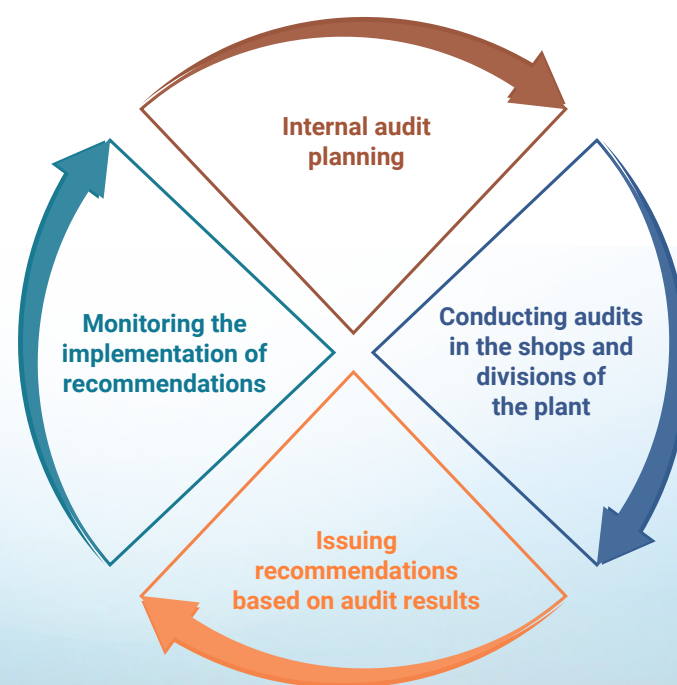 Internal audit
planning
Conducting audits
in the shops and
divisions of
the plant
Issuing
recommendations
based on audit results
Monitoring the
implementation of
recommendations